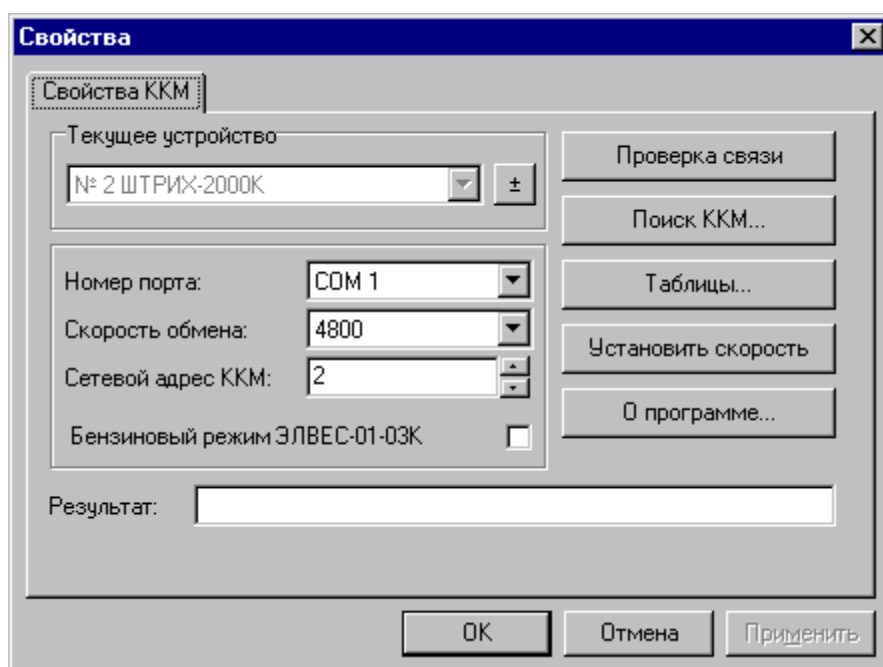 Свойства
Свойства ККМ
Текущее устройство
№ 2 ШТРИХ-2000К
±
Проверка связи
Поиск ККМ...
Номер порта:
COM 1
Таблицы...
Скорость обмена:
4800
Установить скорость
Сетевой адрес ККМ:
2
О программе...
Бензиновый режим ЭЛВЕС-01-03К
Результат:
OK
Отмена
Применить